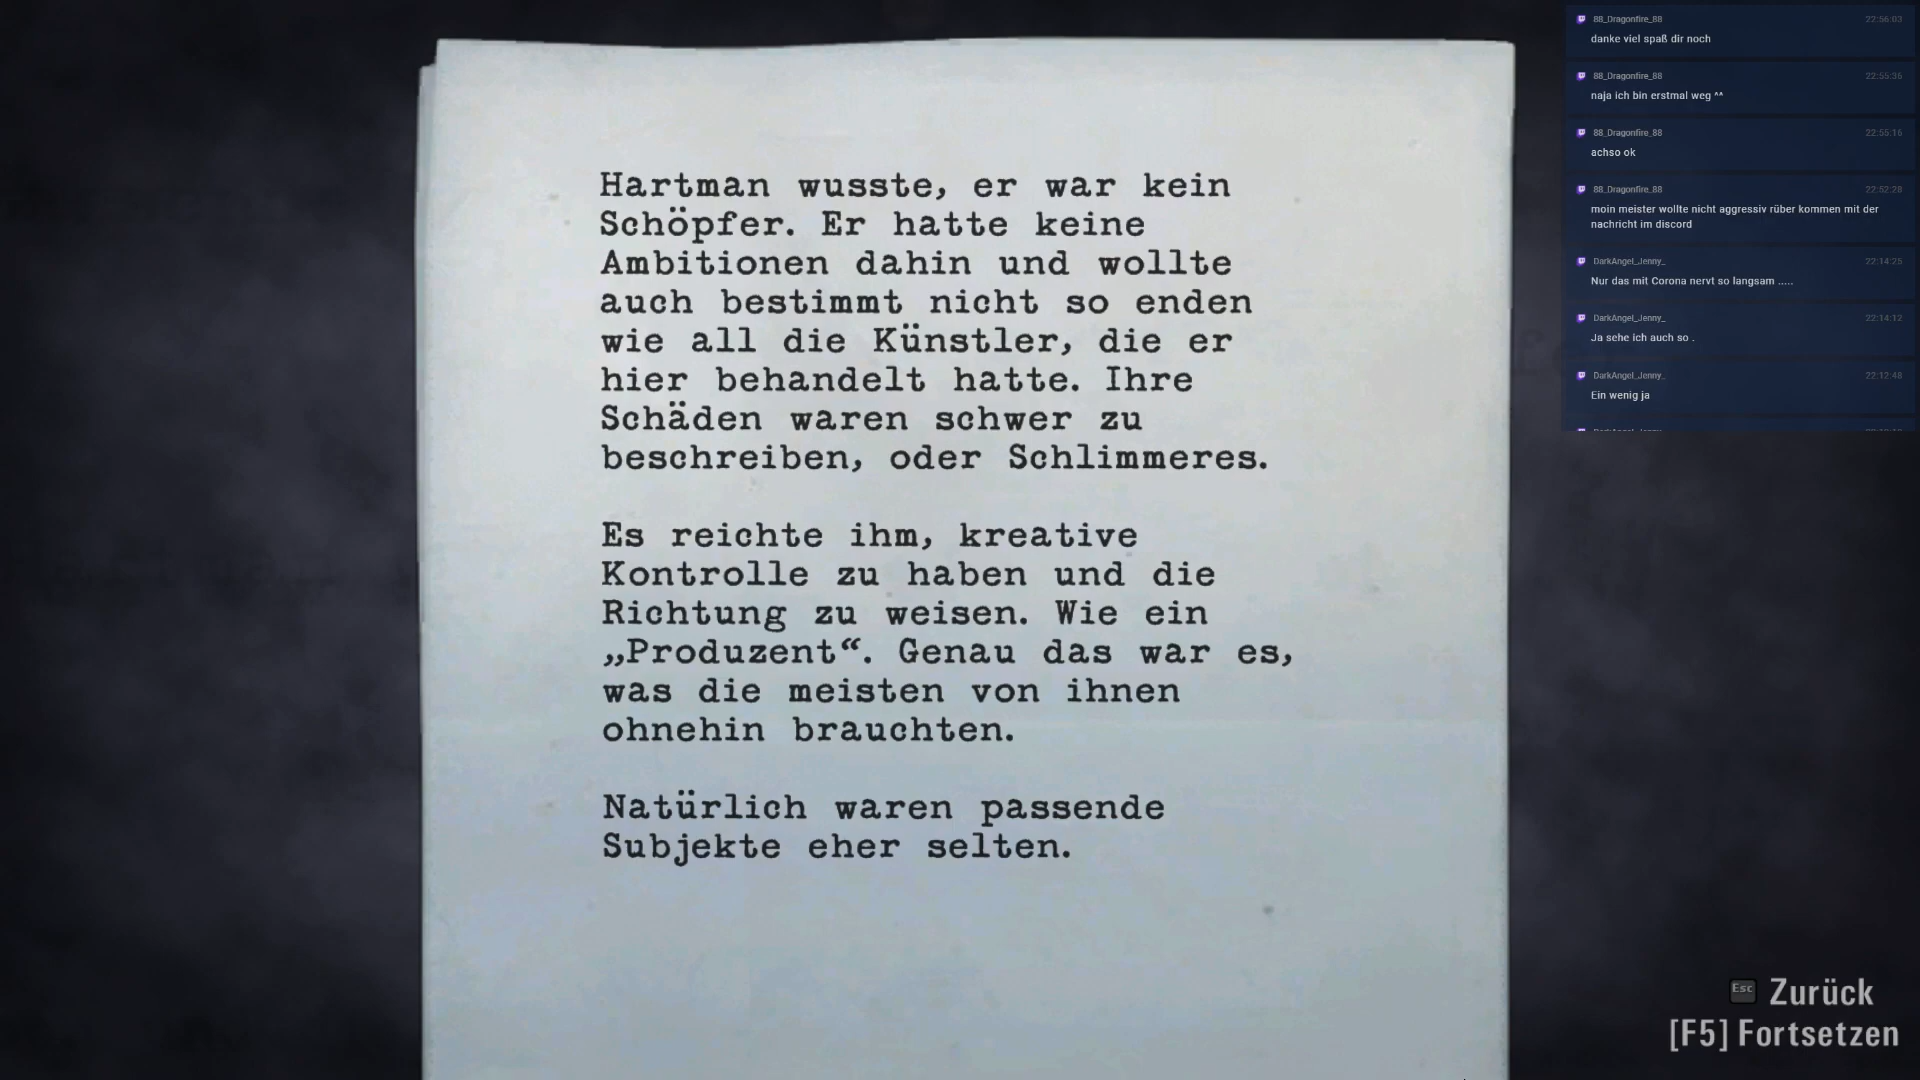 Hartman wusste, er war kein
Schöpfer. Er hatte keine
Ambitionen dahin und wollte
auch bestimmt nicht so enden
wie all die Künstler, die er
hier behandelt hatte. Ihre
Schäden waren schwer zu
beschreiben, oder Schlimmeres.
Es reichte ihm, kreative
Kontrolle zu haben und die
Richtung zu weisen. Wie ein
„Produzent“. Genau das war es,
was die meisten von ihnen
ohnehin brauchten.
Natürlich waren passende
Subjekte eher selten.
88_Dragonfire_88 22:56:03
danke viel spaß dir noch
88_Dragonfire_88 22:55:36
naja ich bin erstmal weg ^^
88_Dragonfire_88 22:55:16
achso ok
88_Dragonfire_88 22:52:28
moin meister wollte nicht aggressiv rüber kommen mit der
nachricht im discord
DarkAngel_Jenny_ 22:14:25
Nur das mit Corona nervt so langsam .....
DarkAngel_Jenny_ 22:14:12
Ja sehe ich auch so .
DarkAngel_Jenny_ 22:12:48
Ein wenig ja
Esc Zurück
[F5] Fortsetzen